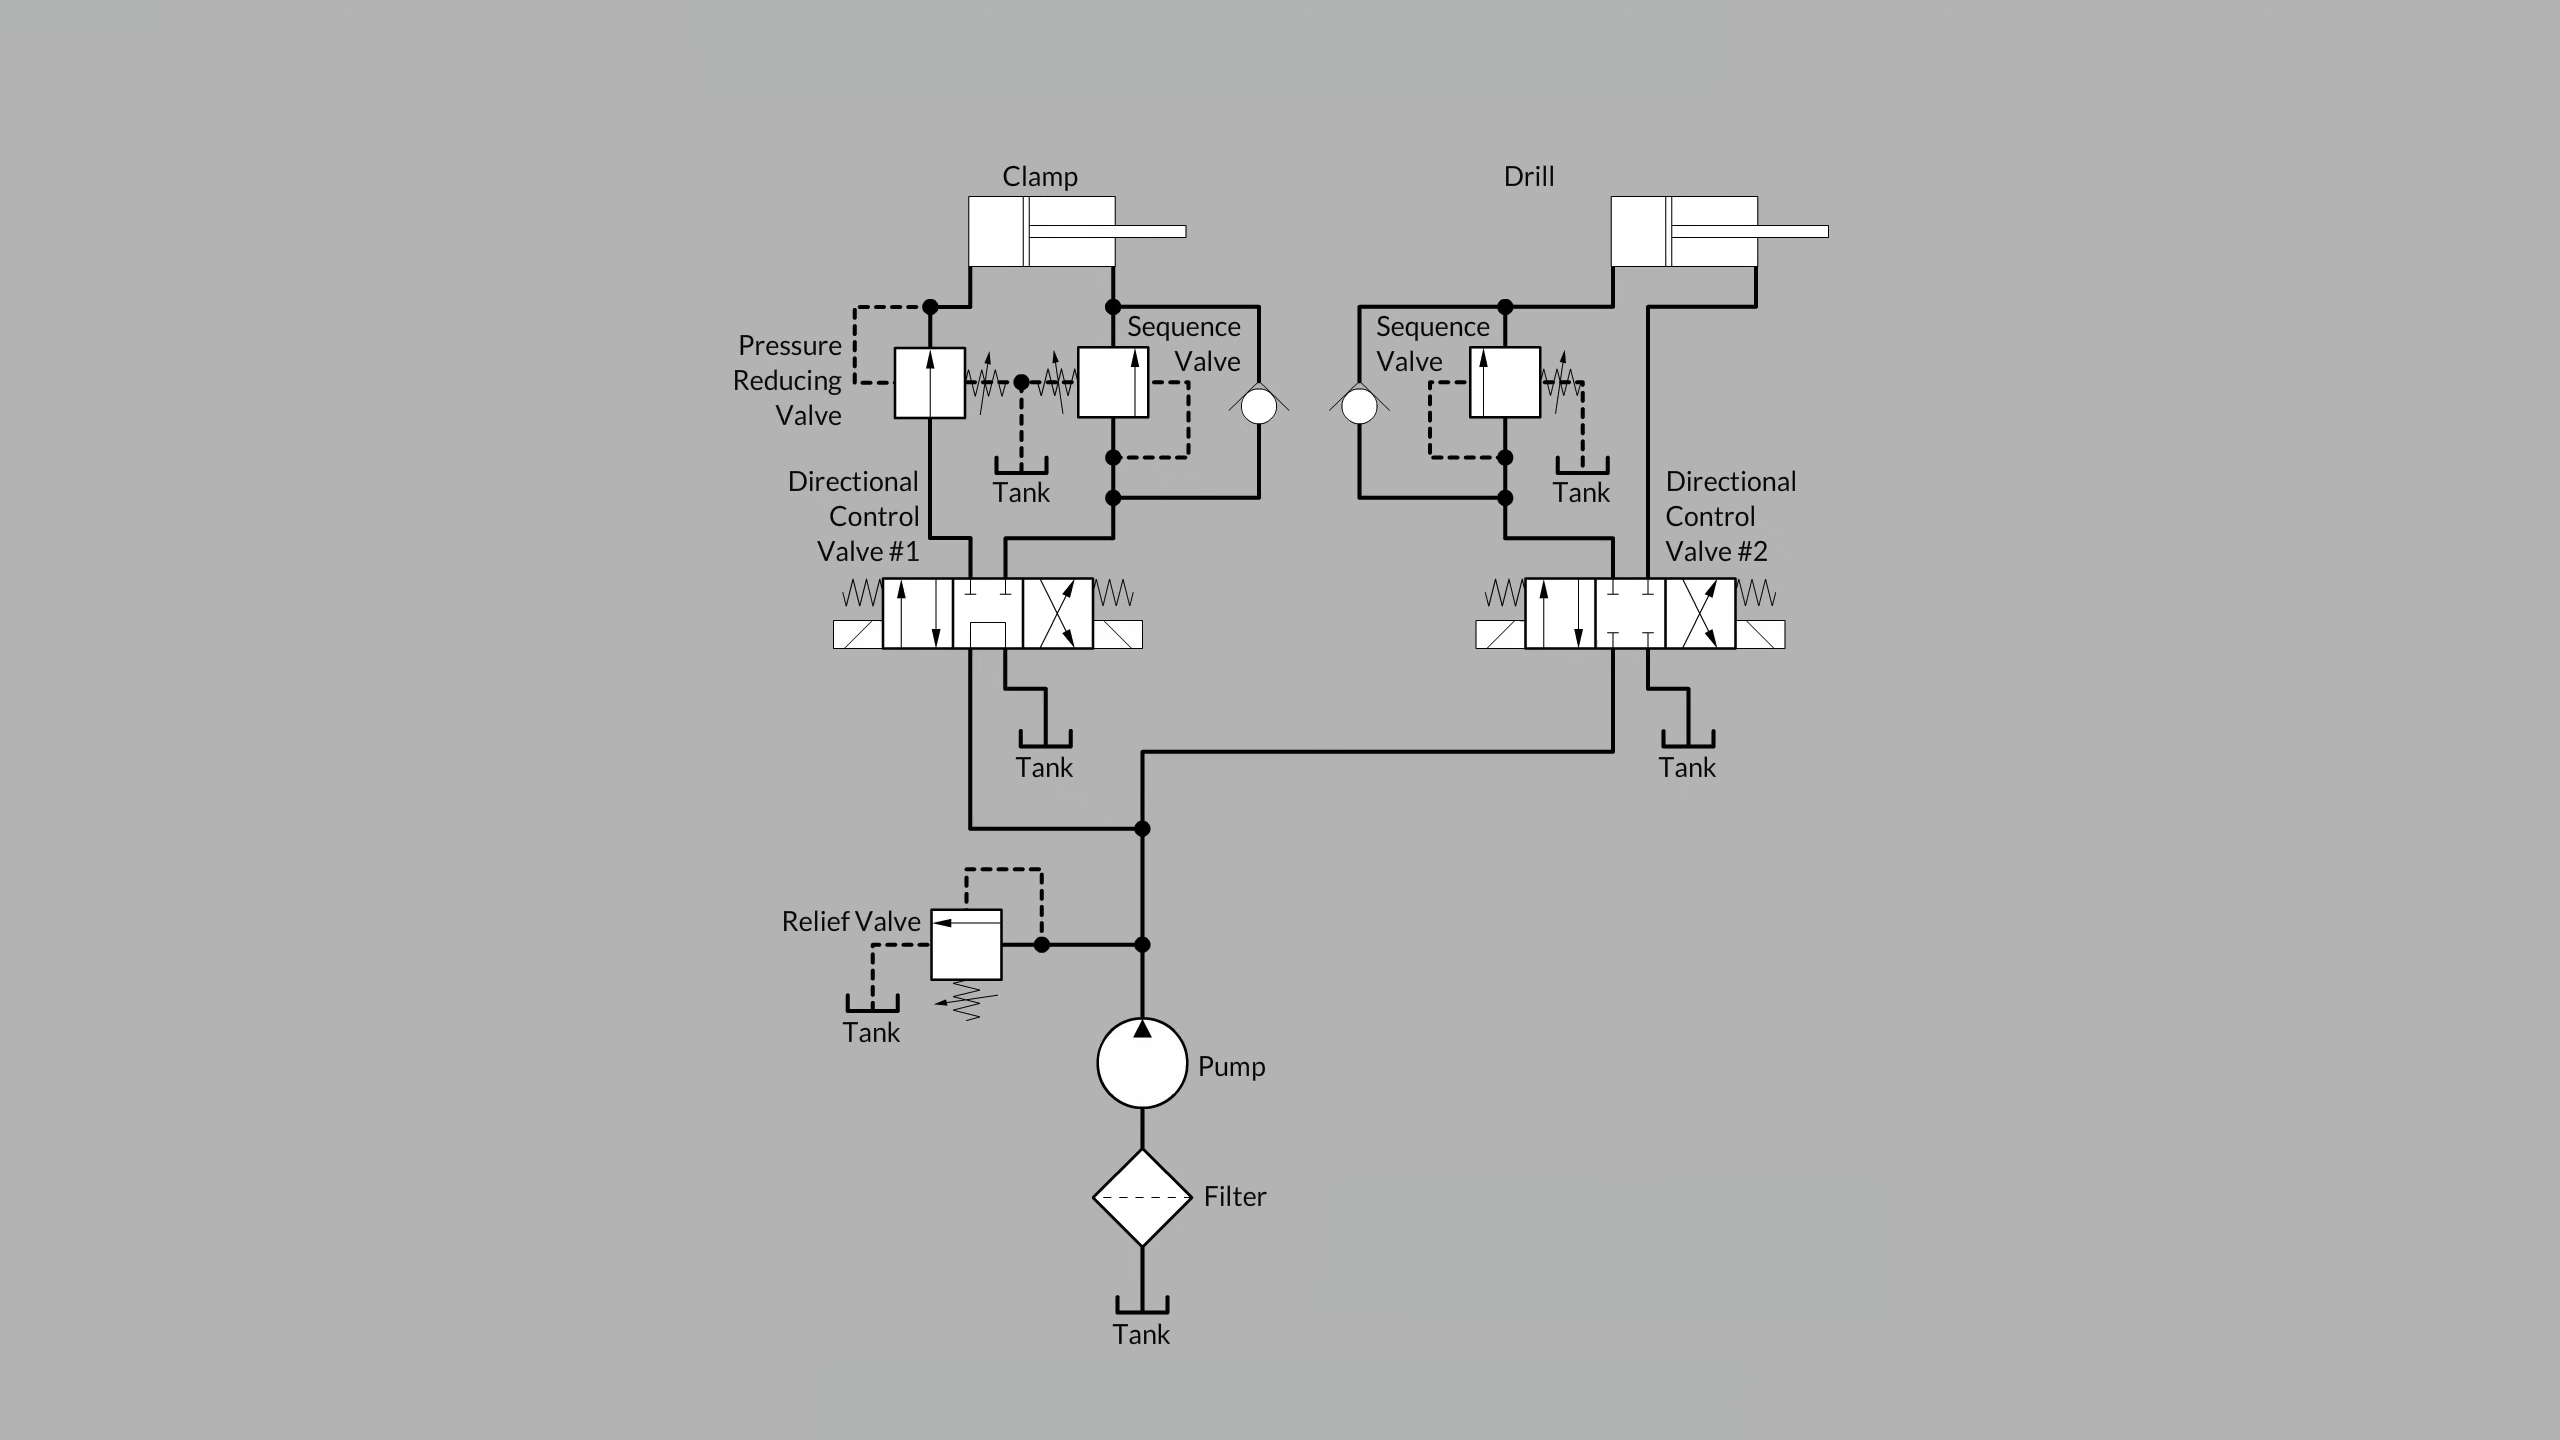 Clamp
Drill
Pressure
Reducing
Valve
Sequence
Valve
Sequence
Valve
Directional
Control
Valve #1
Tank
Tank
Directional
Control
Valve #2
Tank
Tank
Relief Valve
Tank
Pump
Filter
Tank